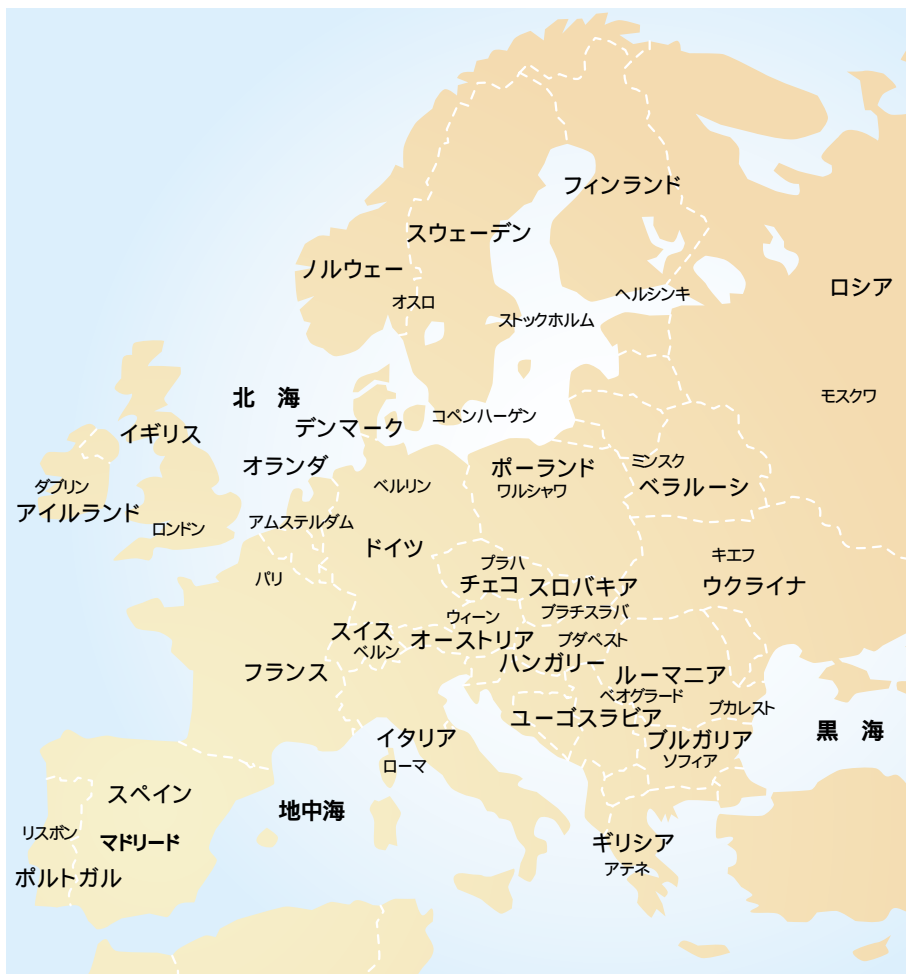 フィンランド
スウェーデン
ノルウェー
オスロ
ヘルシンキ
ロシア
ストックホルム
モスクワ
北　海
コペンハーゲン
デンマーク
イギリス
オランダ
ポーランド
ミンスク
ダブリン
ベルリン
ワルシャワ
ベラルーシ
アイルランド
ロンドン
アムステルダム
ドイツ
キエフ
プラハ
パリ
チェコ
スロバキア
ウクライナ
ウィーン
ブラチスラバ
スイス
オーストリア
ブダペスト
ベルン
ハンガリー
フランス
ルーマニア
ベオグラード
ブカレスト
ユーゴスラビア
黒　海
イタリア
ブルガリア
ローマ
ソフィア
スペイン
地中海
リスボン
マドリード
ギリシア
アテネ
ポルトガル